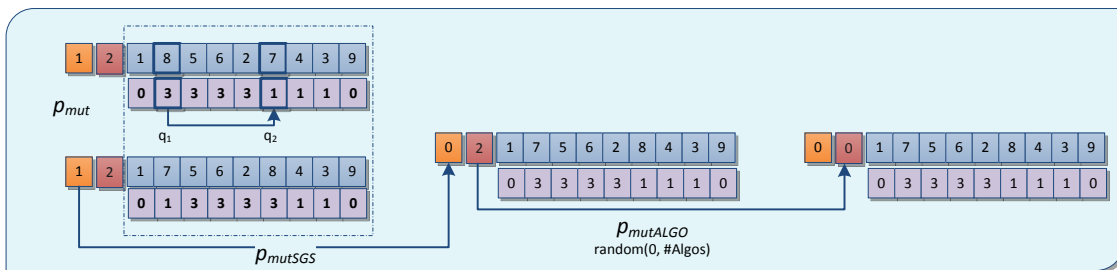 1 2 1 8 5 6 2 7 4 3 9
0 3 3 3 3 1 1 1 0
p_mut
q1 q2
1 2 1 7 5 6 2 8 4 3 9
0 1 3 3 3 3 1 1 0
p_mutSGS
0 2 1 7 5 6 2 8 4 3 9
0 3 3 3 3 1 1 1 0
p_mutALGO
random(0, #Algos)
0 0 1 7 5 6 2 8 4 3 9
0 3 3 3 3 1 1 1 0